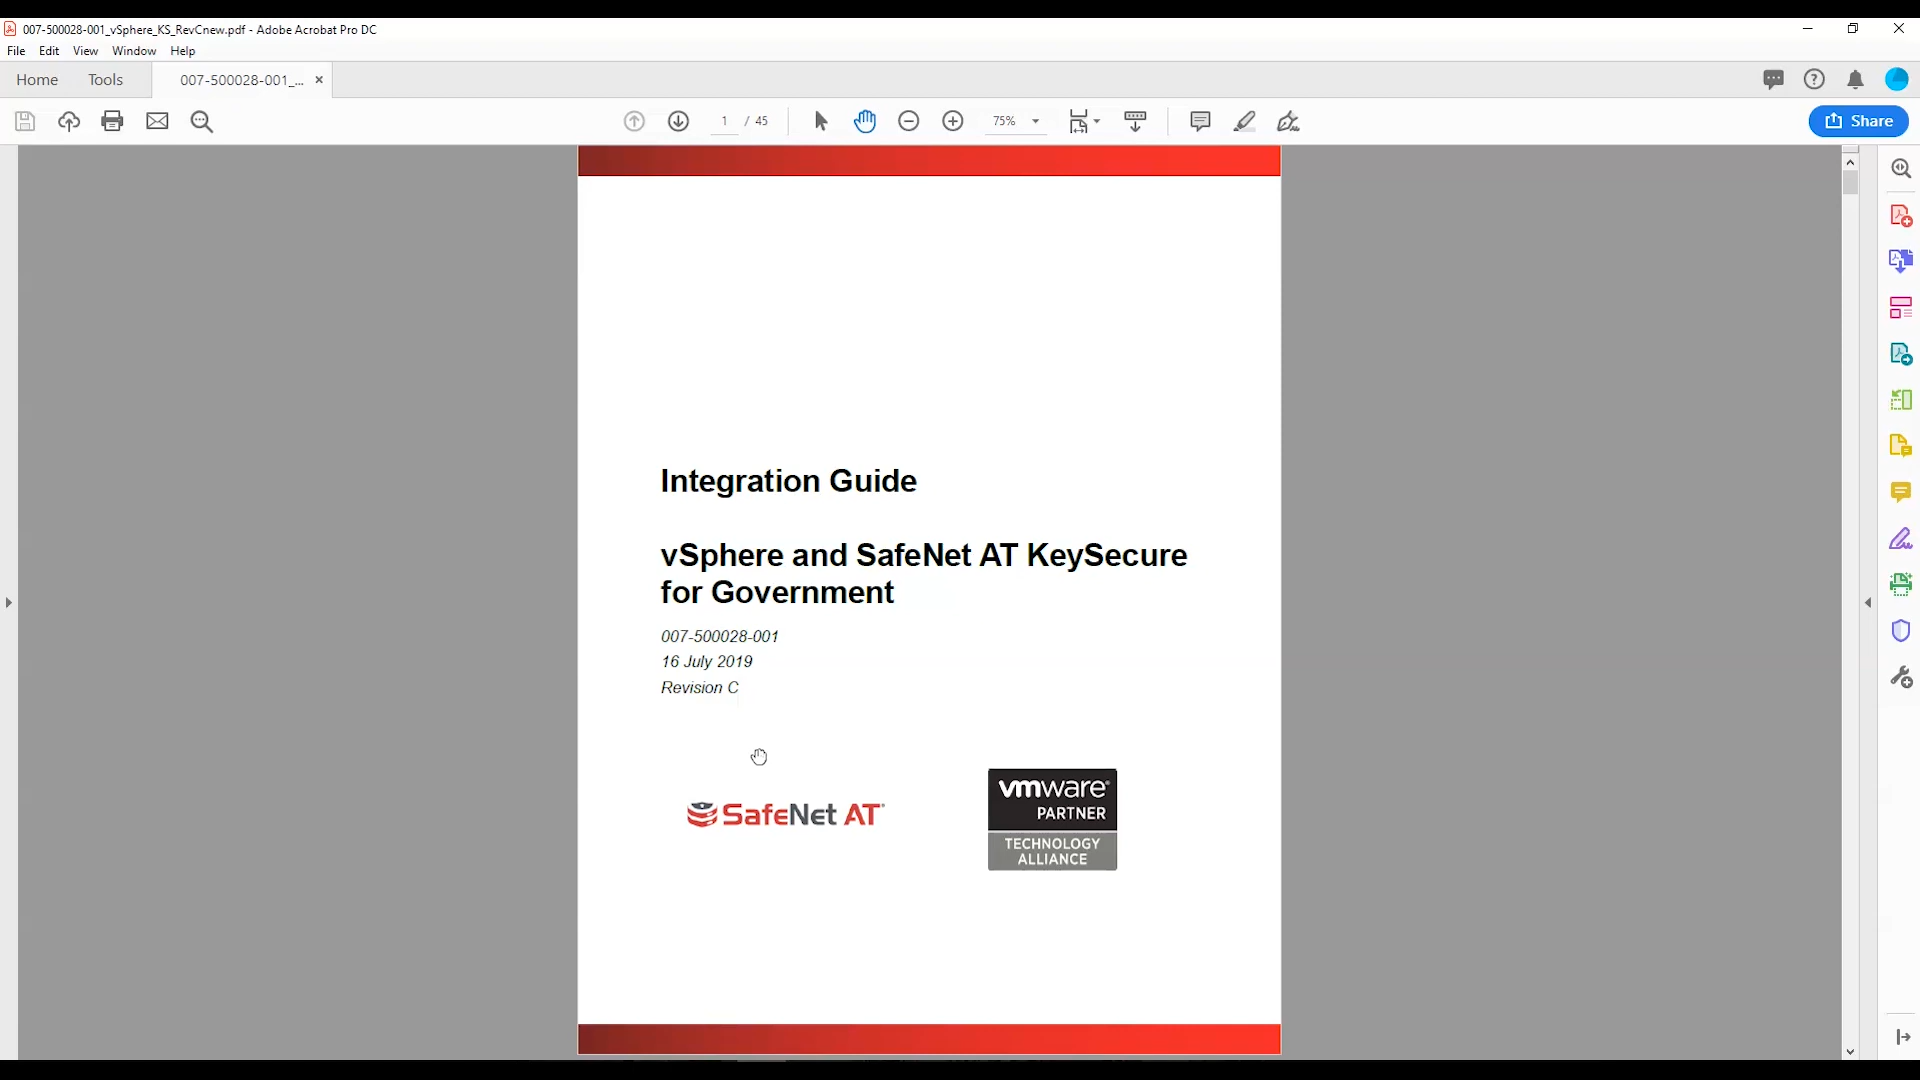 007-500028-001_vSphere_KS_RevCnew.pdf - Adobe Acrobat Pro DC
File Edit View Window Help
Home Tools 007-500028-001_... ×
1 / 45 75% Share
Integration Guide
vSphere and SafeNet AT KeySecure
for Government
007-500028-001
16 July 2019
Revision C
SafeNet AT
vmware®
PARTNER
TECHNOLOGY
ALLIANCE